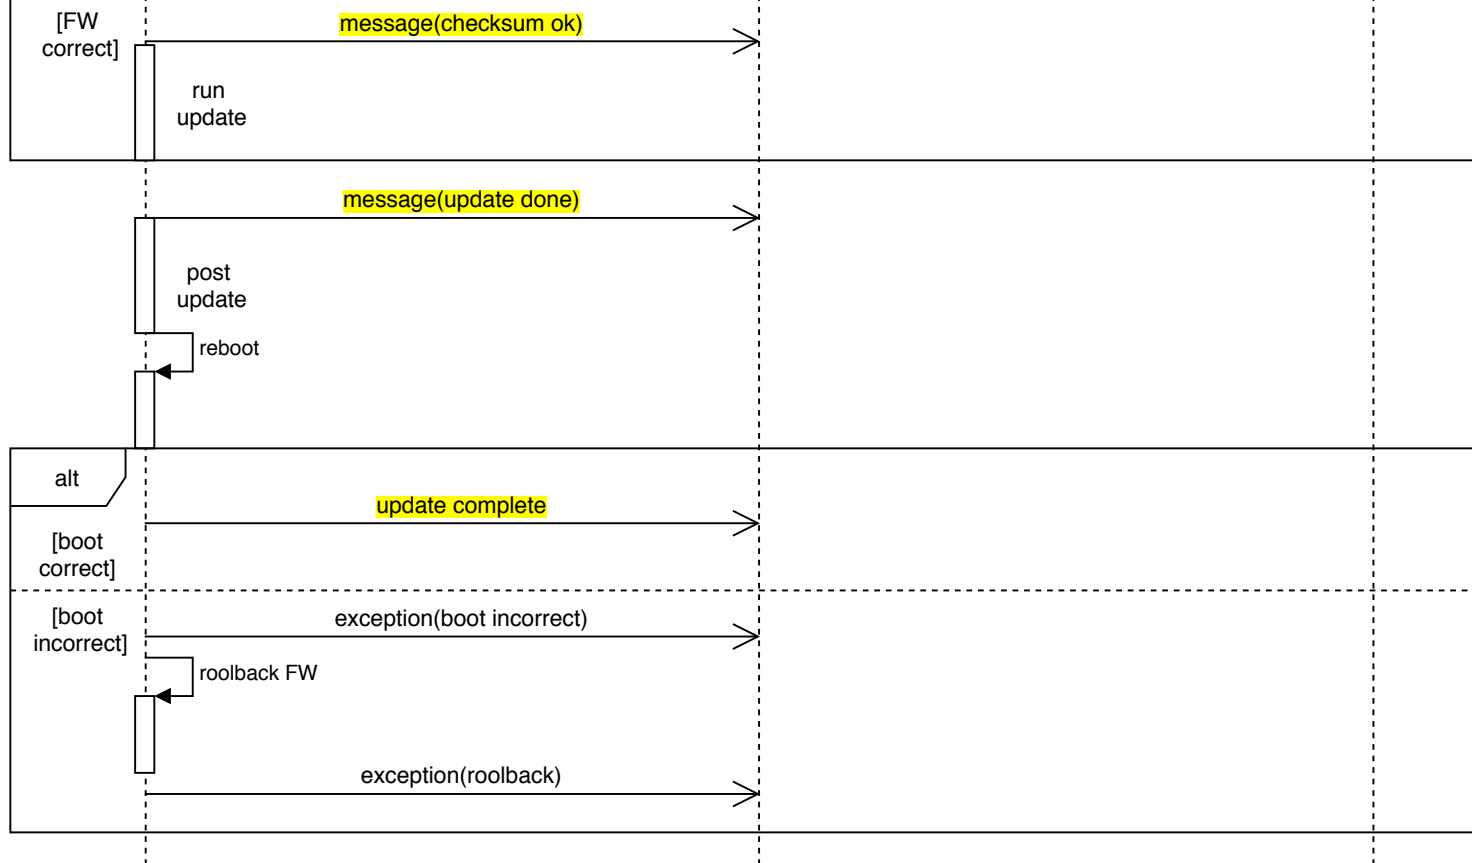 [FW
correct]
message(checksum ok)
run
update
message(update done)
post
update
reboot
alt
update complete
[boot
correct]
[boot
incorrect]
exception(boot incorrect)
roolback FW
exception(roolback)